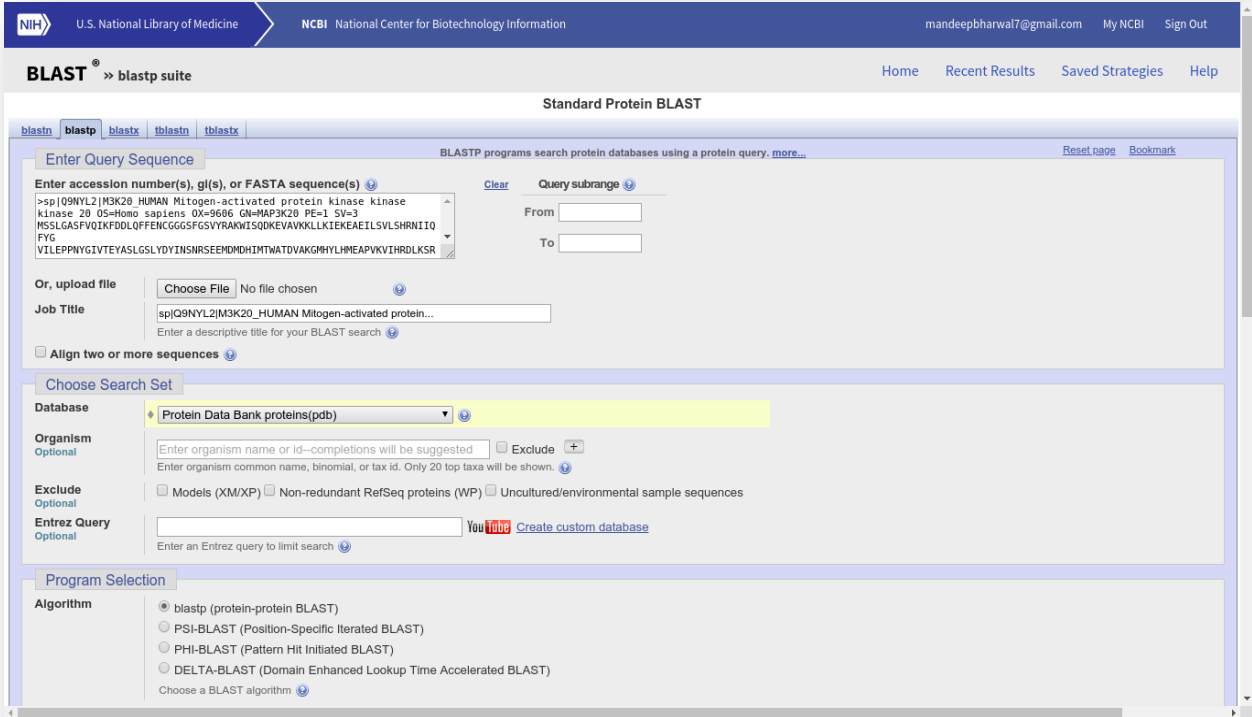 NIH U.S. National Library of Medicine NCBI National Center for Biotechnology Information mandeepbharwal7@gmail.com My NCBI Sign Out
BLAST ® » blastp suite Home Recent Results Saved Strategies Help
Standard Protein BLAST
blastn blastp blastx tblastn tblastx
Enter Query Sequence BLASTP programs search protein databases using a protein query. more... Reset page Bookmark
Enter accession number(s), gi(s), or FASTA sequence(s) Clear Query subrange
>sp|Q9NYL2|M3K20_HUMAN Mitogen-activated protein kinase kinase
kinase 20 OS=Homo sapiens OX=9606 GN=MAP3K20 PE=1 SV=3
MSSLGASFVQIKFDDLQFFENCGGGSFGSVYRAKWISQDKEVAVKKLLKIEKEAEILSVLSHRNIIQ
FYG
VILEPPNYGIVTEYASLGSLYDYINSNRSEEMDMDHIMTWATDVAKGMHYLHMEAPVKVIHRDLKSR
From
To
Or, upload file Choose File No file chosen
Job Title sp|Q9NYL2|M3K20_HUMAN Mitogen-activated protein...
Enter a descriptive title for your BLAST search
Align two or more sequences
Choose Search Set
Database Protein Data Bank proteins(pdb)
Organism
Optional Enter organism name or id--completions will be suggested Exclude +
Enter organism common name, binomial, or tax id. Only 20 top taxa will be shown.
Exclude
Optional Models (XM/XP) Non-redundant RefSeq proteins (WP) Uncultured/environmental sample sequences
Entrez Query
Optional YouTube Create custom database
Enter an Entrez query to limit search
Program Selection
Algorithm blastp (protein-protein BLAST)
PSI-BLAST (Position-Specific Iterated BLAST)
PHI-BLAST (Pattern Hit Initiated BLAST)
DELTA-BLAST (Domain Enhanced Lookup Time Accelerated BLAST)
Choose a BLAST algorithm